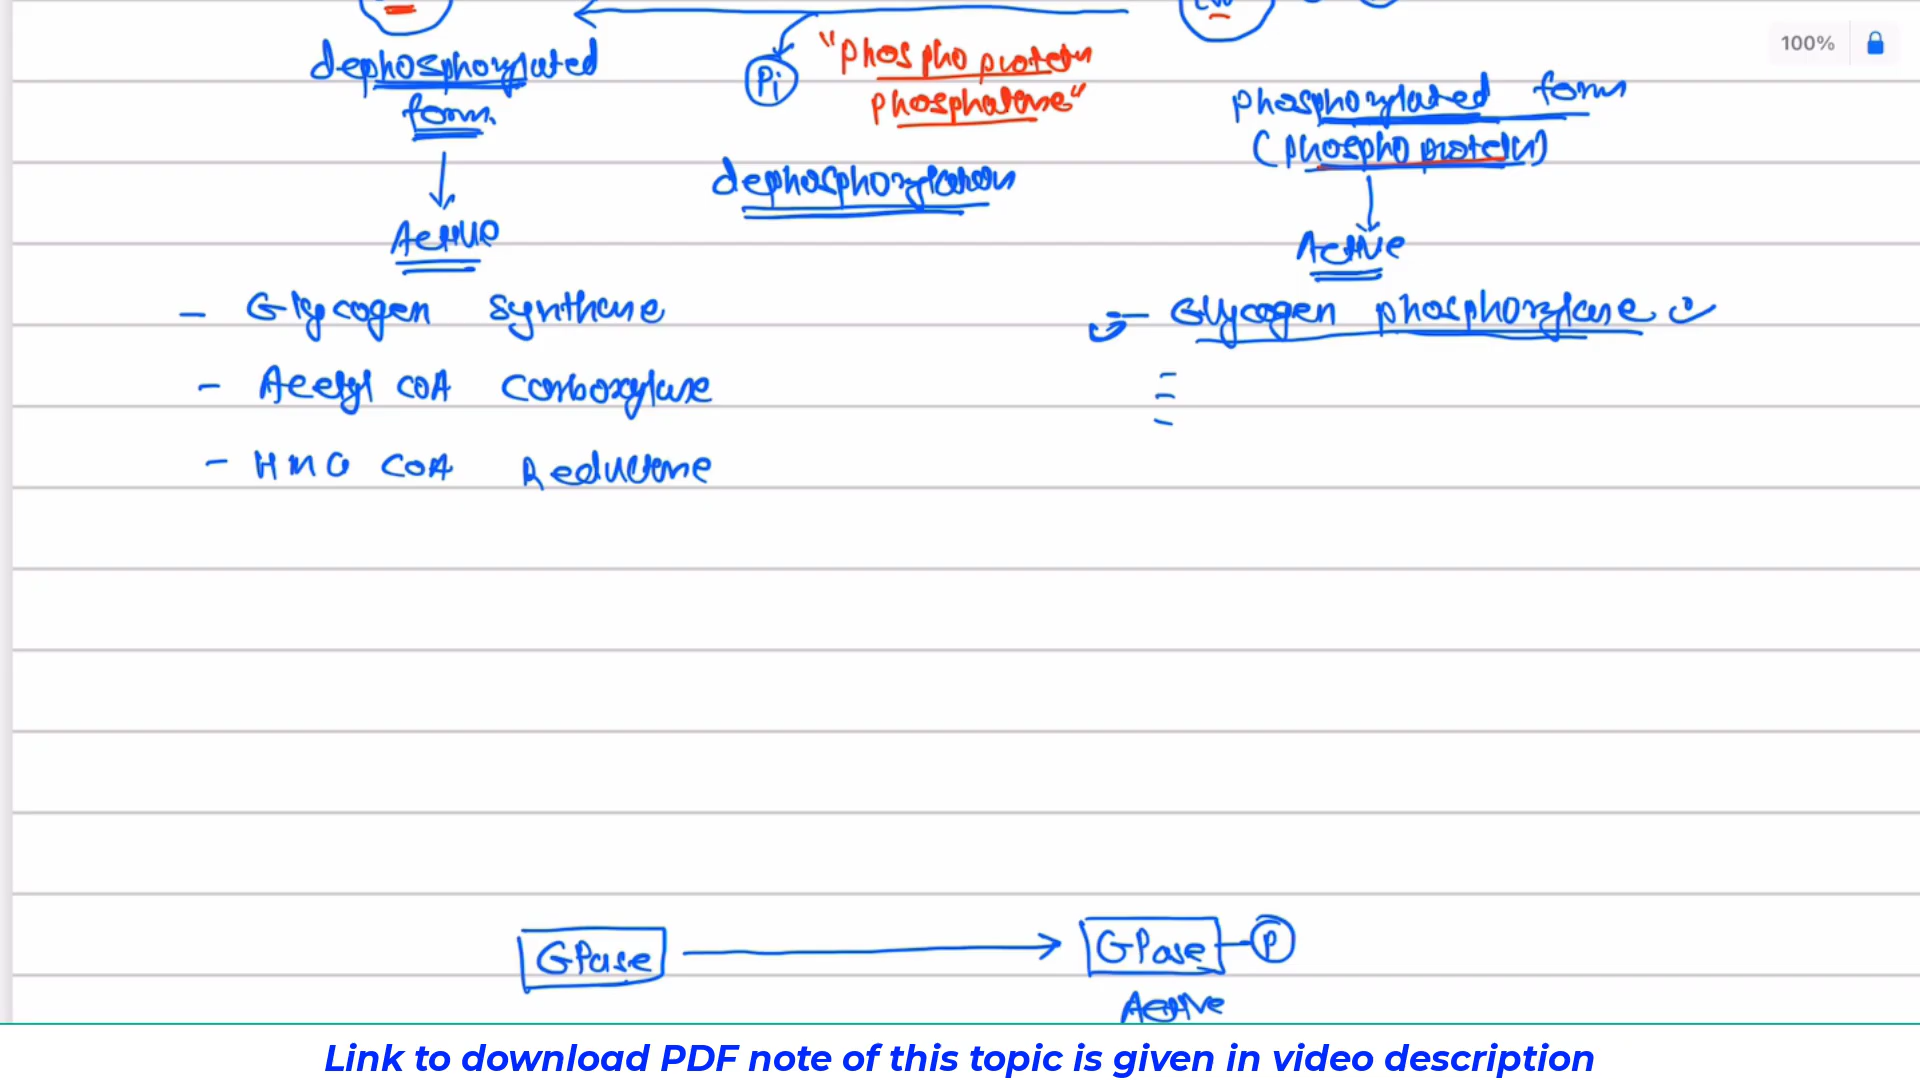 dephosphorylated
form.
Pi
"Phospho protein
phosphatase"
phosphorylated form
(phospho protein)
dephosphorylation
Active
Active
- Glycogen synthase
- Glycogen phosphorylase
- Acetyl CoA Carboxylase
- HMG CoA Reductase
GPase
GPase P
Active
100%
Link to download PDF note of this topic is given in video description